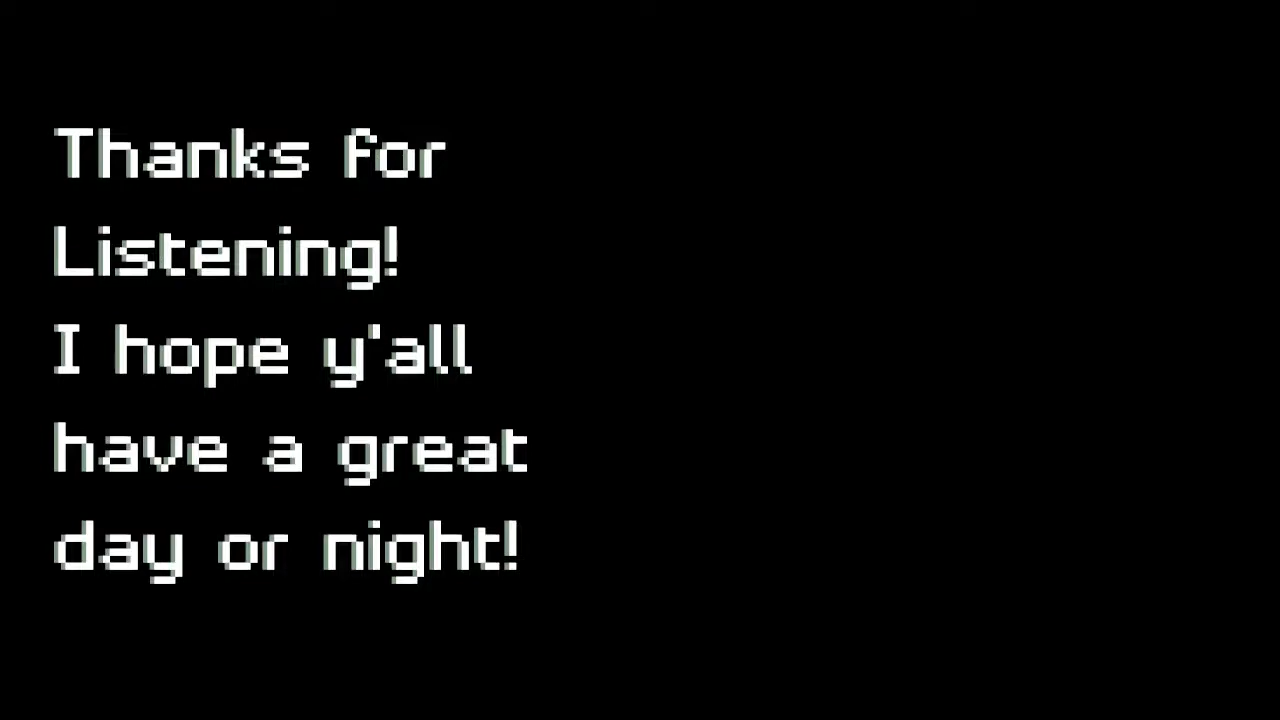 Thanks for
Listening!
I hope y'all
have a great
day or night!